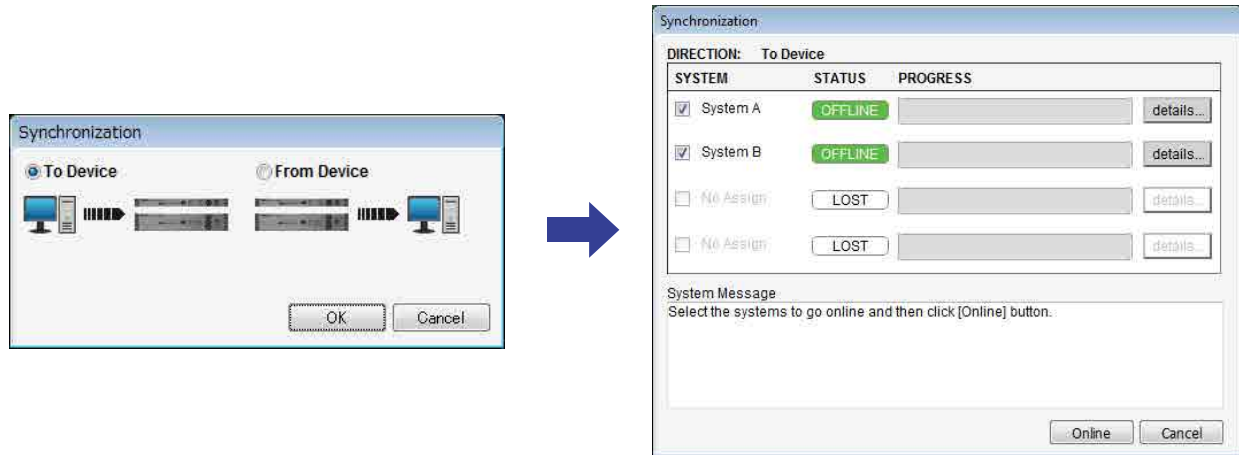 Synchronization
To Device
From Device
OK
Cancel
Synchronization
DIRECTION: To Device
SYSTEM STATUS PROGRESS
System A OFFLINE details...
System B OFFLINE details...
No Assign LOST details...
No Assign LOST details...
System Message
Select the systems to go online and then click [Online] button.
Online Cancel